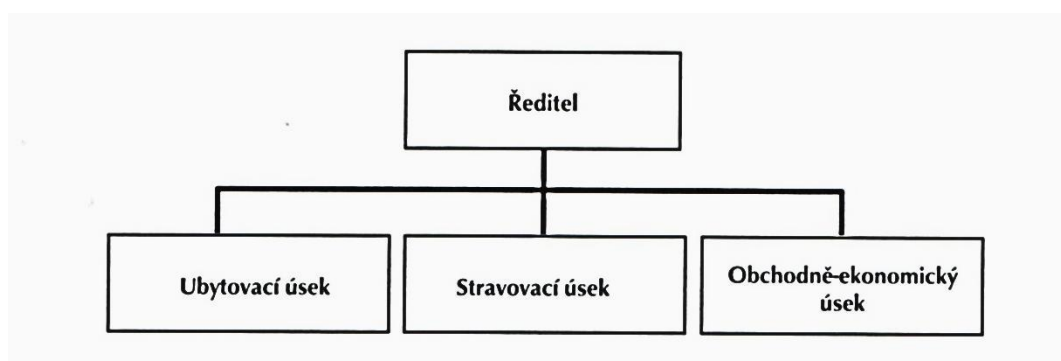 Ředitel
Ubytovací úsek
Stravovací úsek
Obchodně-ekonomický
úsek